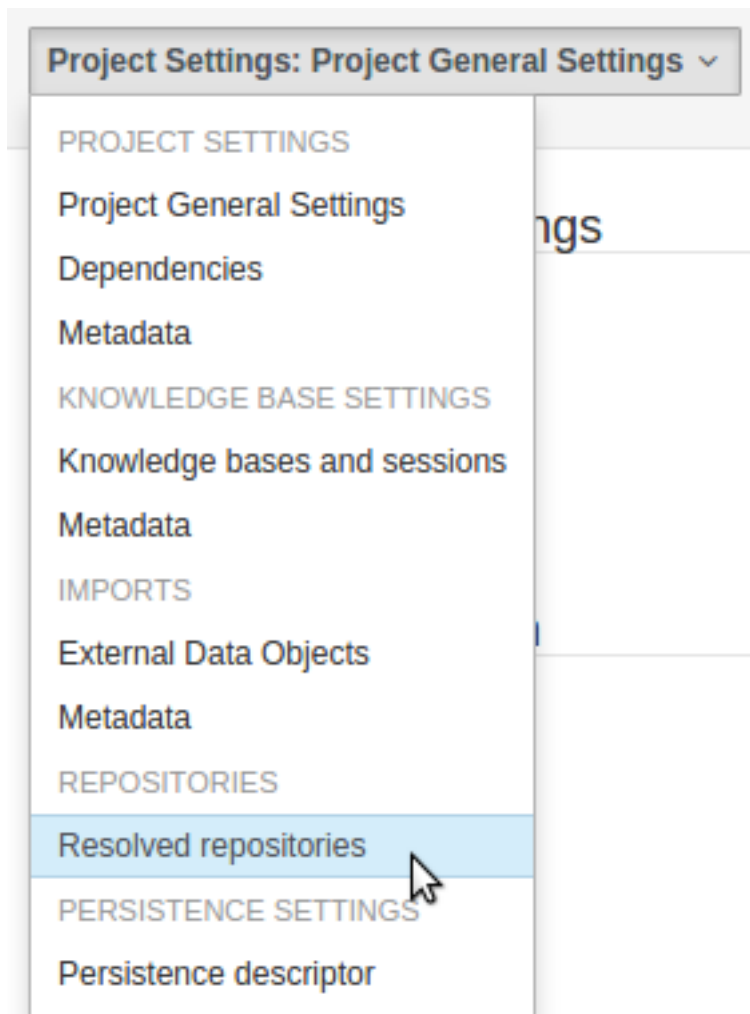 Project Settings: Project General Settings
PROJECT SETTINGS
Project General Settings
ngs
Dependencies
Metadata
KNOWLEDGE BASE SETTINGS
Knowledge bases and sessions
Metadata
IMPORTS
External Data Objects
Metadata
REPOSITORIES
Resolved repositories
PERSISTENCE SETTINGS
Persistence descriptor